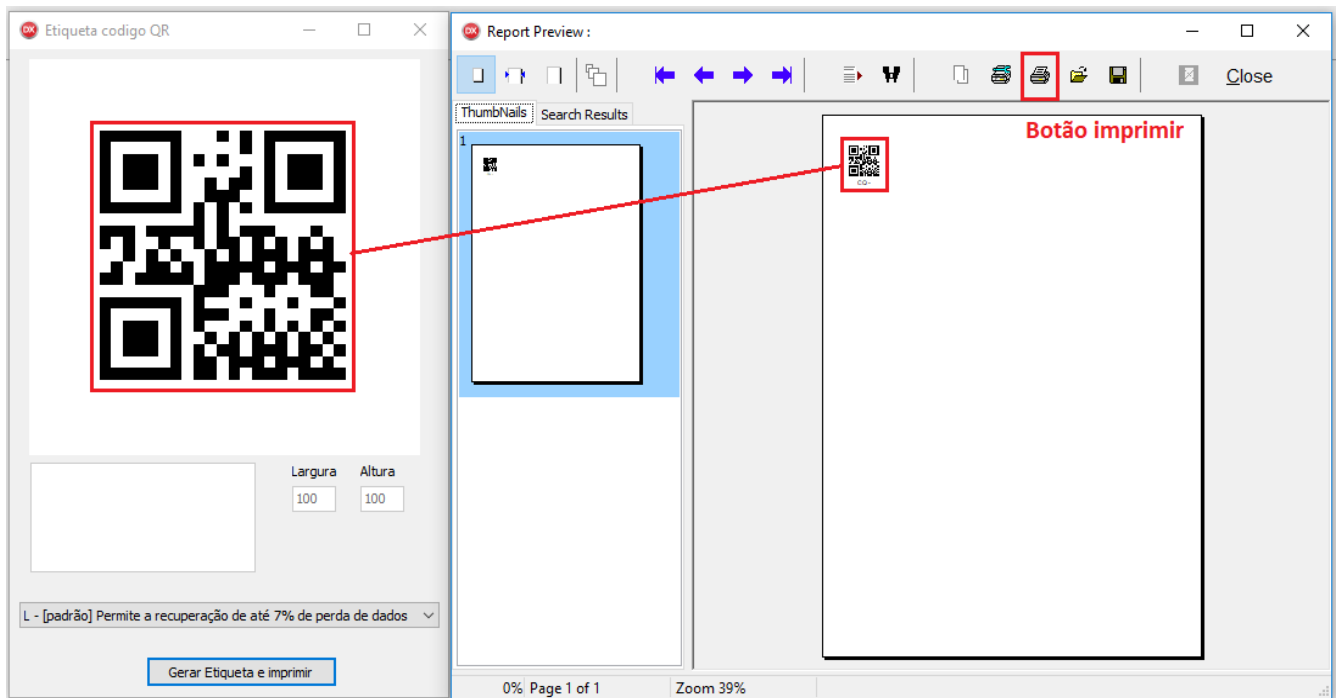 Etiqueta codigo QR
Largura Altura
100 100
L - [padrão] Permite a recuperação de até 7% de perda de dados
Gerar Etiqueta e imprimir
Report Preview :
Close
ThumbNails Search Results
1
Botão imprimir
CQ-
0% Page 1 of 1 Zoom 39%